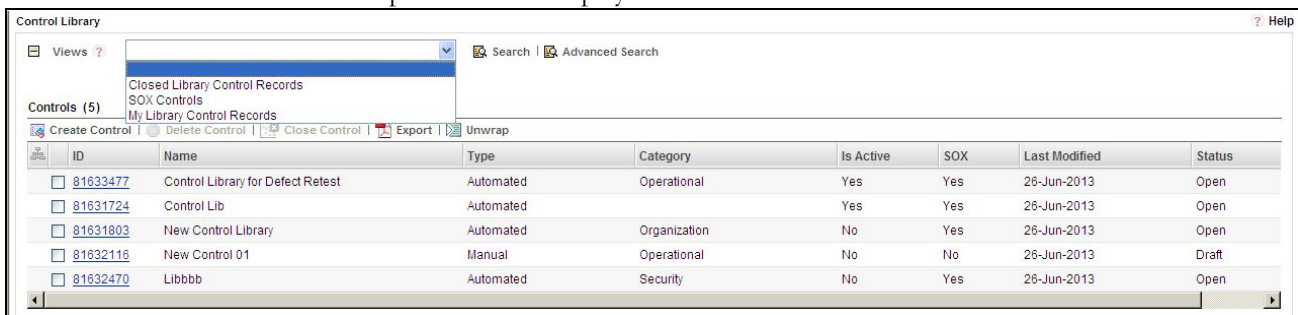 Control Library ? Help
Views ? Search | Advanced Search
Closed Library Control Records
SOX Controls
My Library Control Records
Controls (5)
Create Control | Delete Control | Close Control | Export | Unwrap
ID Name Type Category Is Active SOX Last Modified Status
81633477 Control Library for Defect Retest Automated Operational Yes Yes 26-Jun-2013 Open
81631724 Control Lib Automated Yes Yes 26-Jun-2013 Open
81631803 New Control Library Automated Organization No Yes 26-Jun-2013 Open
81632116 New Control 01 Manual Operational No No 26-Jun-2013 Draft
81632470 Libbbb Automated Security No Yes 26-Jun-2013 Open